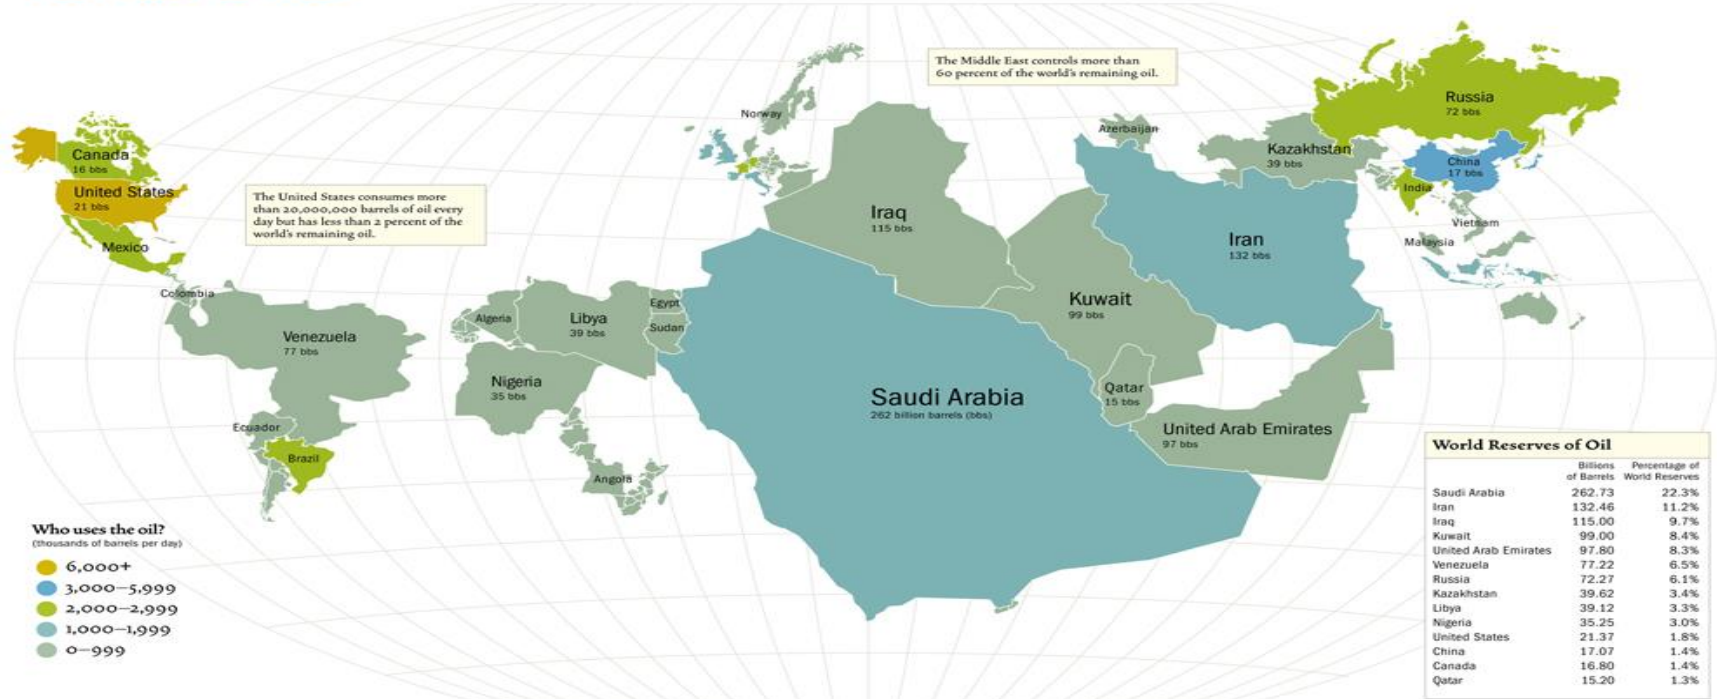 The Middle East controls more than
60 percent of the world's remaining oil.
Norway
Azerbaijan
Russia
72 bbs
Kazakhstan
39 bbs
Canada
16 bbs
United States
21 bbs
Mexico
The United States consumes more
than 20,000,000 barrels of oil every
day but has less than 2 percent of the
world's remaining oil.
Iraq
115 bbs
Iran
132 bbs
China
17 bbs
India
Vietnam
Malaysia
Colombia
Venezuela
77 bbs
Algeria
Libya
39 bbs
Egypt
Sudan
Kuwait
99 bbs
Nigeria
35 bbs
Saudi Arabia
262 billion barrels (bbs)
Qatar
15 bbs
United Arab Emirates
97 bbs
Ecuador
Brazil
Angola
Who uses the oil?
(thousands of barrels per day)
6,000+
3,000–5,999
2,000–2,999
1,000–1,999
0–999
World Reserves of Oil
Billions of Barrels Percentage of World Reserves
Saudi Arabia 262.73 22.3%
Iran 132.46 11.2%
Iraq 115.00 9.7%
Kuwait 99.00 8.4%
United Arab Emirates 97.80 8.3%
Venezuela 77.22 6.5%
Russia 72.27 6.1%
Kazakhstan 39.62 3.4%
Libya 39.12 3.3%
Nigeria 35.25 3.0%
United States 21.37 1.8%
China 17.07 1.4%
Canada 16.80 1.4%
Qatar 15.20 1.3%